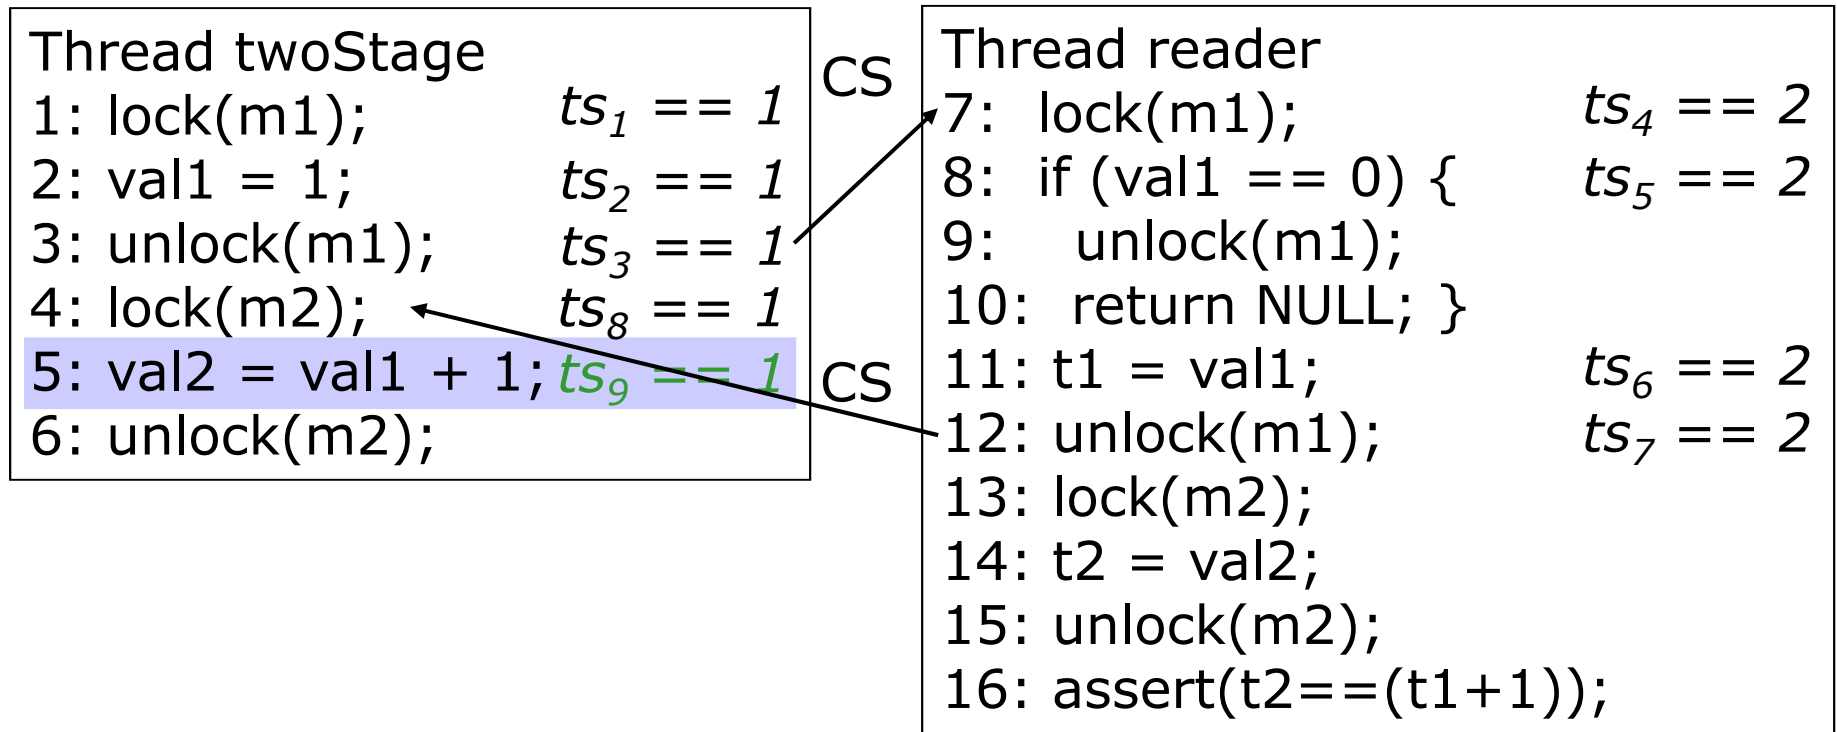 Thread twoStage
1: lock(m1); ts1 == 1
2: val1 = 1; ts2 == 1
3: unlock(m1); ts3 == 1
4: lock(m2); ts8 == 1
5: val2 = val1 + 1; ts9 == 1
6: unlock(m2);
CS
CS
Thread reader
7: lock(m1); ts4 == 2
8: if (val1 == 0) { ts5 == 2
9: unlock(m1);
10: return NULL; }
11: t1 = val1; ts6 == 2
12: unlock(m1); ts7 == 2
13: lock(m2);
14: t2 = val2;
15: unlock(m2);
16: assert(t2==(t1+1));